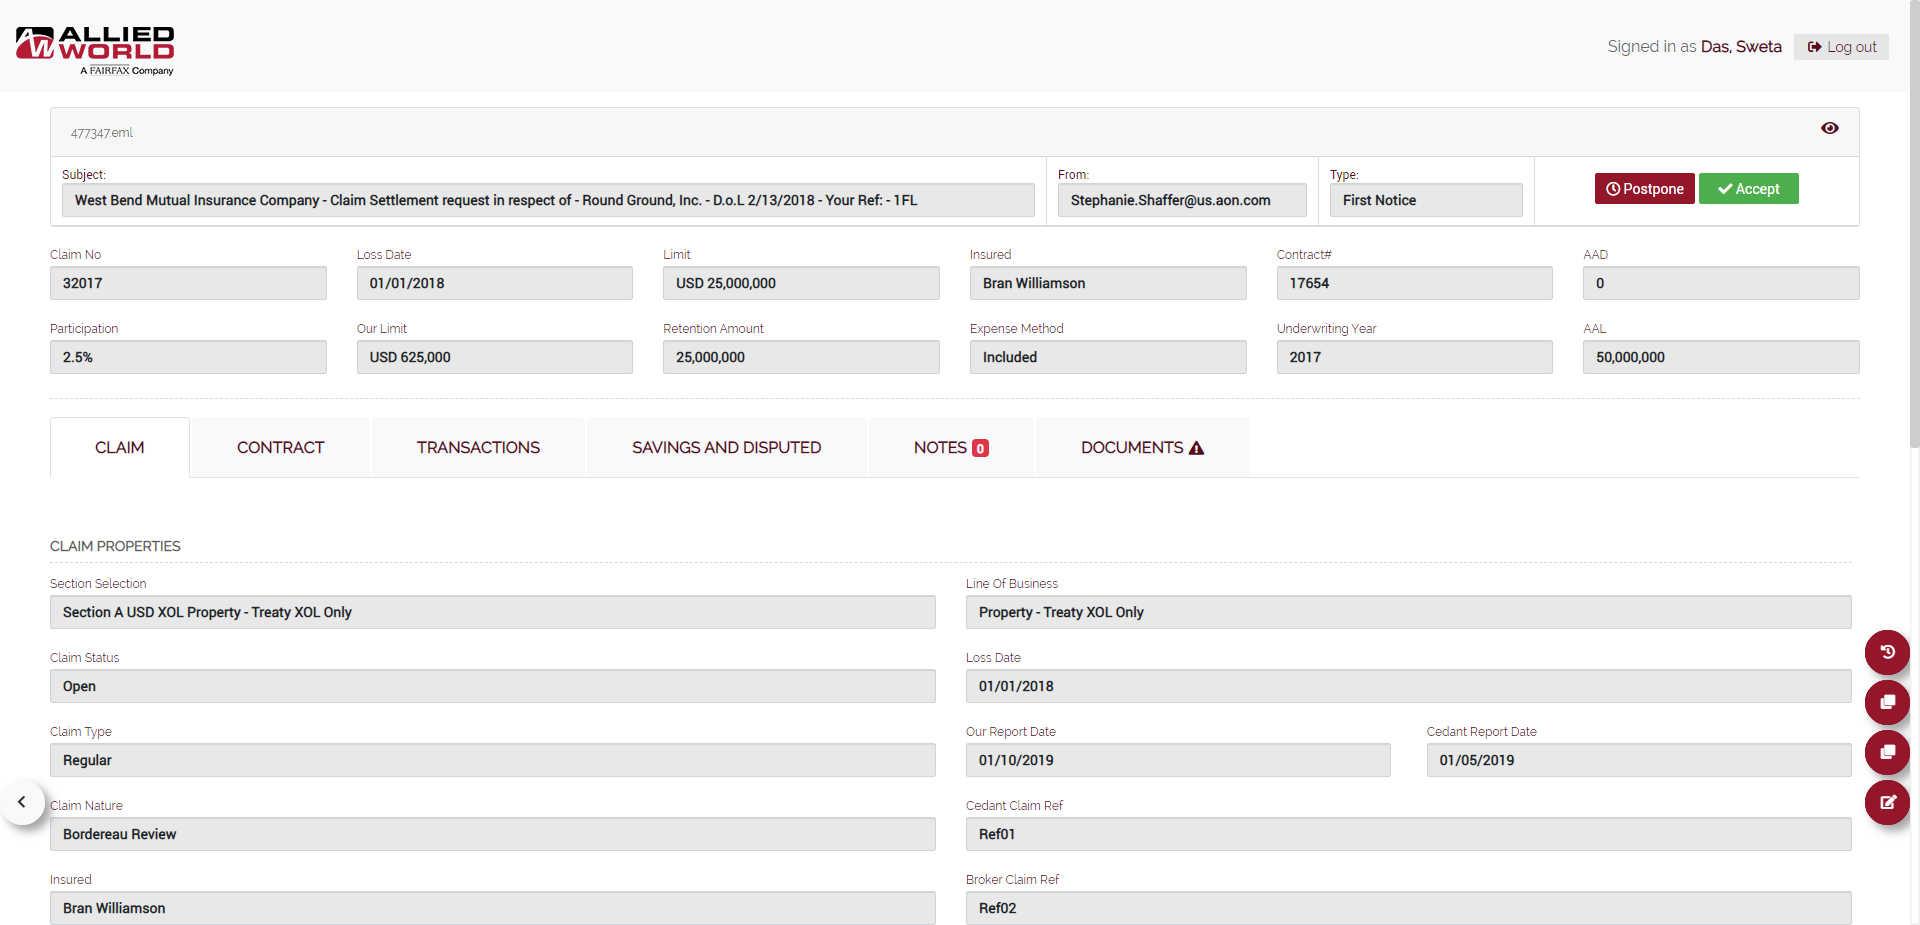 ALLIED
WORLD
A FAIRFAX Company
Signed in as Das, Sweta
Log out
477347.eml
Subject:
West Bend Mutual Insurance Company - Claim Settlement request in respect of - Round Ground, Inc. - D.o.L 2/13/2018 - Your Ref: - 1FL
From:
Stephanie.Shaffer@us.aon.com
Type:
First Notice
Postpone
Accept
Claim No
32017
Loss Date
01/01/2018
Limit
USD 25,000,000
Insured
Bran Williamson
Contract#
17654
AAD
0
Participation
2.5%
Our Limit
USD 625,000
Retention Amount
25,000,000
Expense Method
Included
Underwriting Year
2017
AAL
50,000,000
CLAIM
CONTRACT
TRANSACTIONS
SAVINGS AND DISPUTED
NOTES 0
DOCUMENTS
CLAIM PROPERTIES
Section Selection
Section A USD XOL Property - Treaty XOL Only
Line Of Business
Property - Treaty XOL Only
Claim Status
Open
Loss Date
01/01/2018
Claim Type
Regular
Our Report Date
01/10/2019
Cedant Report Date
01/05/2019
Claim Nature
Bordereau Review
Cedant Claim Ref
Ref01
Insured
Bran Williamson
Broker Claim Ref
Ref02